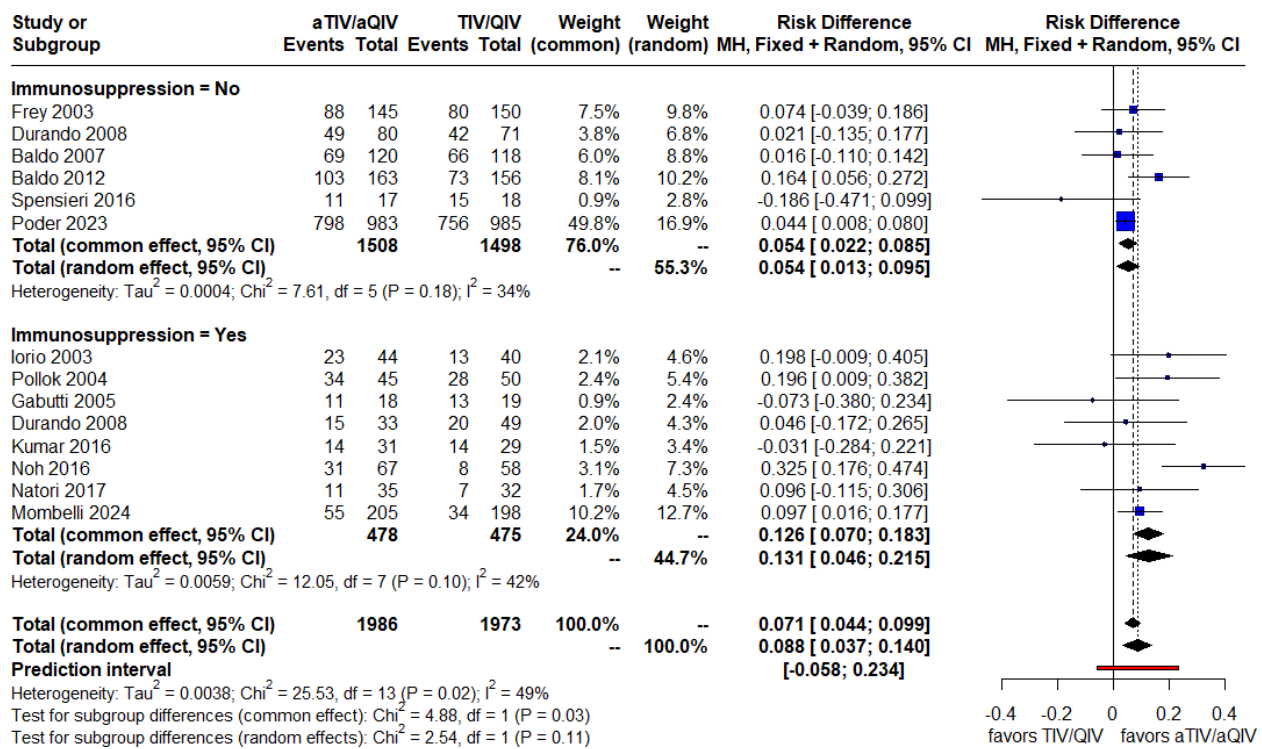 Study or aTIV/aQIV TIV/QIV Weight Weight Risk Difference Risk Difference
Subgroup Events Total Events Total (common) (random) MH, Fixed + Random, 95% CI MH, Fixed + Random, 95% CI
Immunosuppression = No
Frey 2003 88 145 80 150 7.5% 9.8% 0.074 [-0.039; 0.186]
Durando 2008 49 80 42 71 3.8% 6.8% 0.021 [-0.135; 0.177]
Baldo 2007 69 120 66 118 6.0% 8.8% 0.016 [-0.110; 0.142]
Baldo 2012 103 163 73 156 8.1% 10.2% 0.164 [ 0.056; 0.272]
Spensieri 2016 11 17 15 18 0.9% 2.8% -0.186 [-0.471; 0.099]
Poder 2023 798 983 756 985 49.8% 16.9% 0.044 [ 0.008; 0.080]
Total (common effect, 95% CI) 1508 1498 76.0% -- 0.054 [ 0.022; 0.085]
Total (random effect, 95% CI) -- 55.3% 0.054 [ 0.013; 0.095]
Heterogeneity: Tau² = 0.0004; Chi² = 7.61, df = 5 (P = 0.18); I² = 34%
Immunosuppression = Yes
Iorio 2003 23 44 13 40 2.1% 4.6% 0.198 [-0.009; 0.405]
Pollok 2004 34 45 28 50 2.4% 5.4% 0.196 [ 0.009; 0.382]
Gabutti 2005 11 18 13 19 0.9% 2.4% -0.073 [-0.380; 0.234]
Durando 2008 15 33 20 49 2.0% 4.3% 0.046 [-0.172; 0.265]
Kumar 2016 14 31 14 29 1.5% 3.4% -0.031 [-0.284; 0.221]
Noh 2016 31 67 8 58 3.1% 7.3% 0.325 [ 0.176; 0.474]
Natori 2017 11 35 7 32 1.7% 4.5% 0.096 [-0.115; 0.306]
Mombelli 2024 55 205 34 198 10.2% 12.7% 0.097 [ 0.016; 0.177]
Total (common effect, 95% CI) 478 475 24.0% -- 0.126 [ 0.070; 0.183]
Total (random effect, 95% CI) -- 44.7% 0.131 [ 0.046; 0.215]
Heterogeneity: Tau² = 0.0059; Chi² = 12.05, df = 7 (P = 0.10); I² = 42%
Total (common effect, 95% CI) 1986 1973 100.0% -- 0.071 [ 0.044; 0.099]
Total (random effect, 95% CI) -- 100.0% 0.088 [ 0.037; 0.140]
Prediction interval [-0.058; 0.234]
Heterogeneity: Tau² = 0.0038; Chi² = 25.53, df = 13 (P = 0.02); I² = 49%
Test for subgroup differences (common effect): Chi² = 4.88, df = 1 (P = 0.03)
Test for subgroup differences (random effects): Chi² = 2.54, df = 1 (P = 0.11)
-0.4 -0.2 0 0.2 0.4
favors TIV/QIV favors aTIV/aQIV